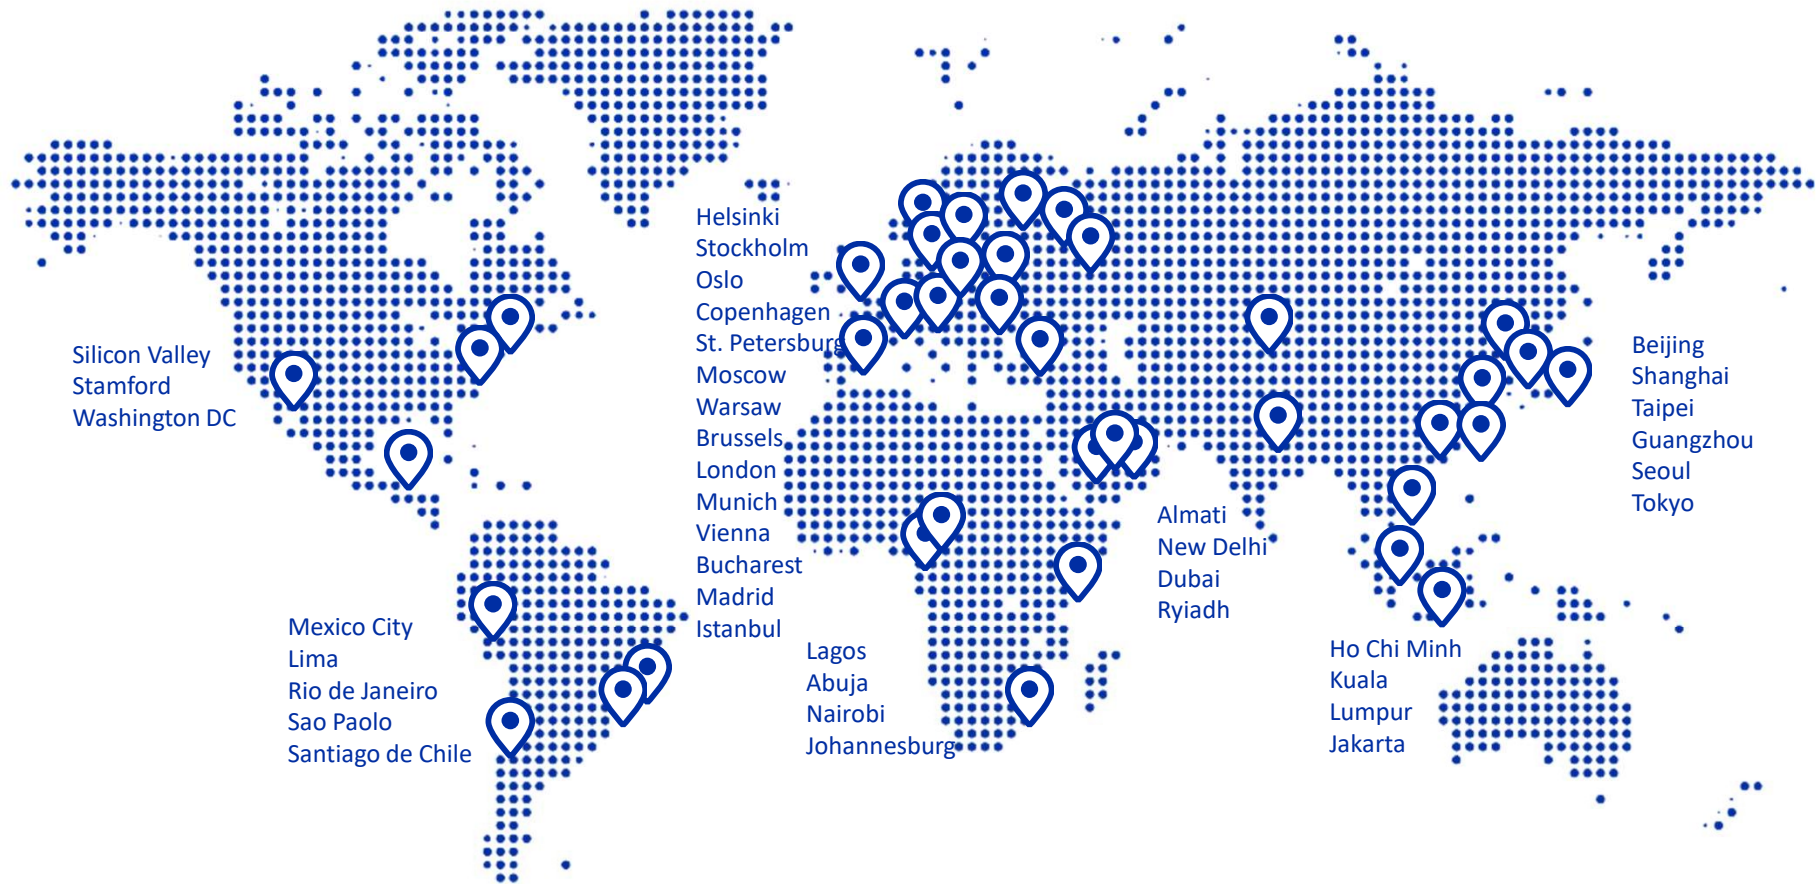 Silicon Valley
Stamford
Washington DC
Mexico City
Lima
Rio de Janeiro
Sao Paolo
Santiago de Chile
Helsinki
Stockholm
Oslo
Copenhagen
St. Petersburg
Moscow
Warsaw
Brussels
London
Munich
Vienna
Bucharest
Madrid
Istanbul
Lagos
Abuja
Nairobi
Johannesburg
Almati
New Delhi
Dubai
Ryiadh
Ho Chi Minh
Kuala
Lumpur
Jakarta
Beijing
Shanghai
Taipei
Guangzhou
Seoul
Tokyo